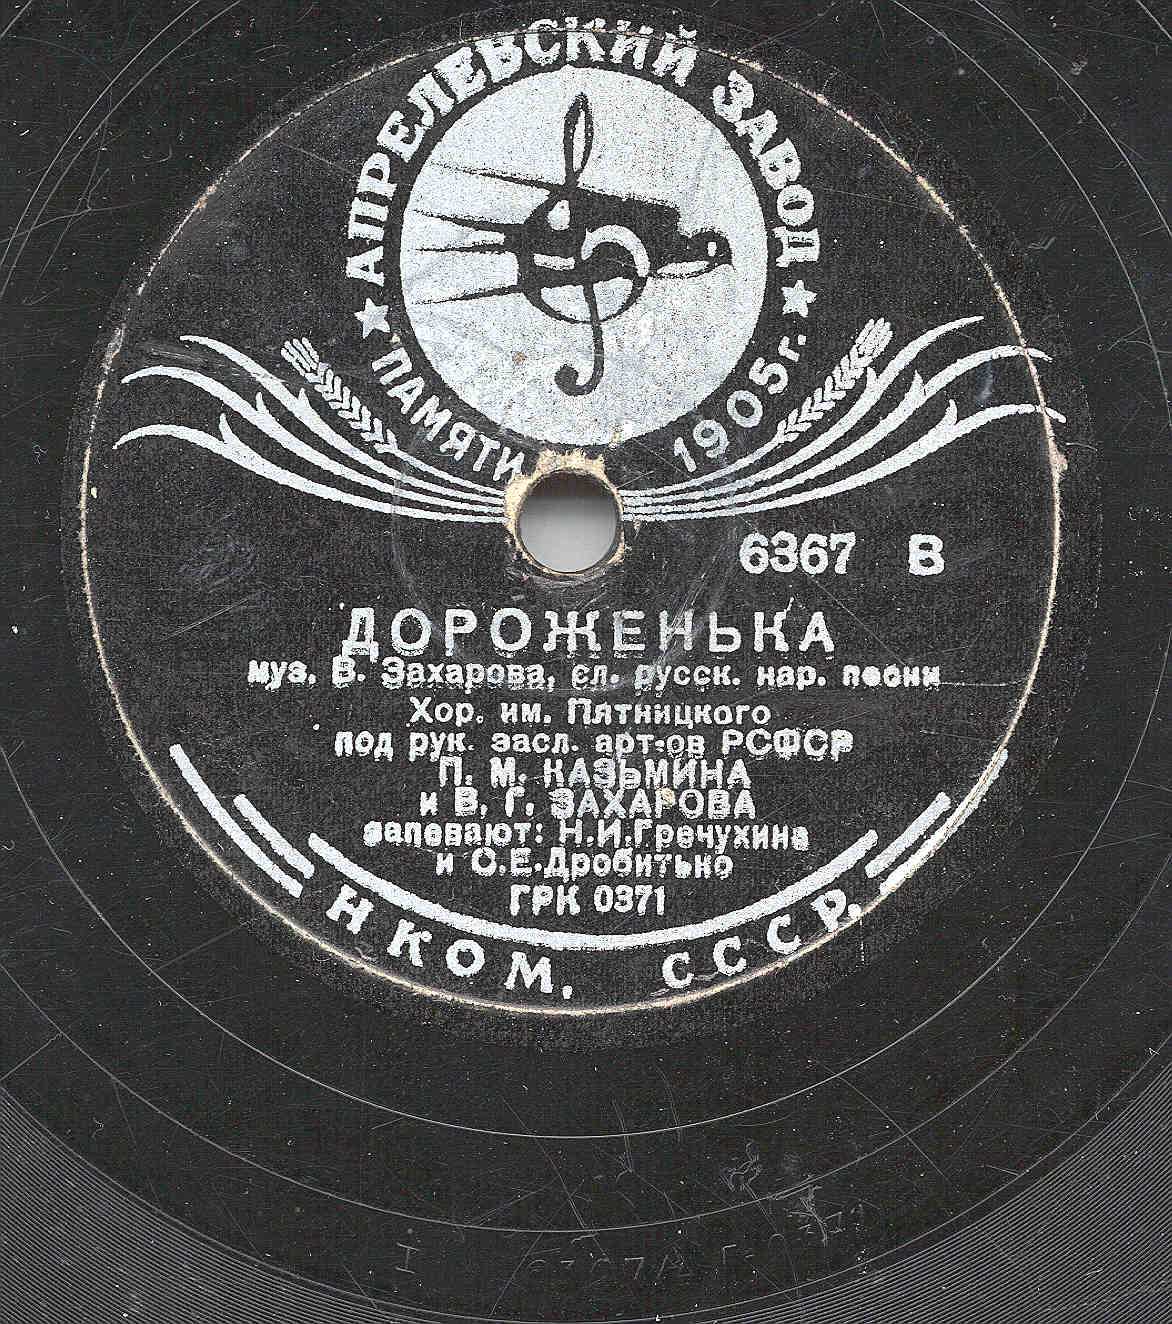 АПРЕЛЕВСКИЙ ЗАВОД
ПАМЯТИ 1905 г.
6367 В
ДОРОЖЕНЬКА
муз. В. Захарова, сл. русск. нар. песни
Хор. им. Пятницкого
под рук. засл. арт-ов РСФСР
П. М. КАЗЬМИНА
и В. Г. ЗАХАРОВА
запевают: Н.И.Гречухина
и О.Е.Дробитько
ГРК 0371
НКОМ. СССР.
I